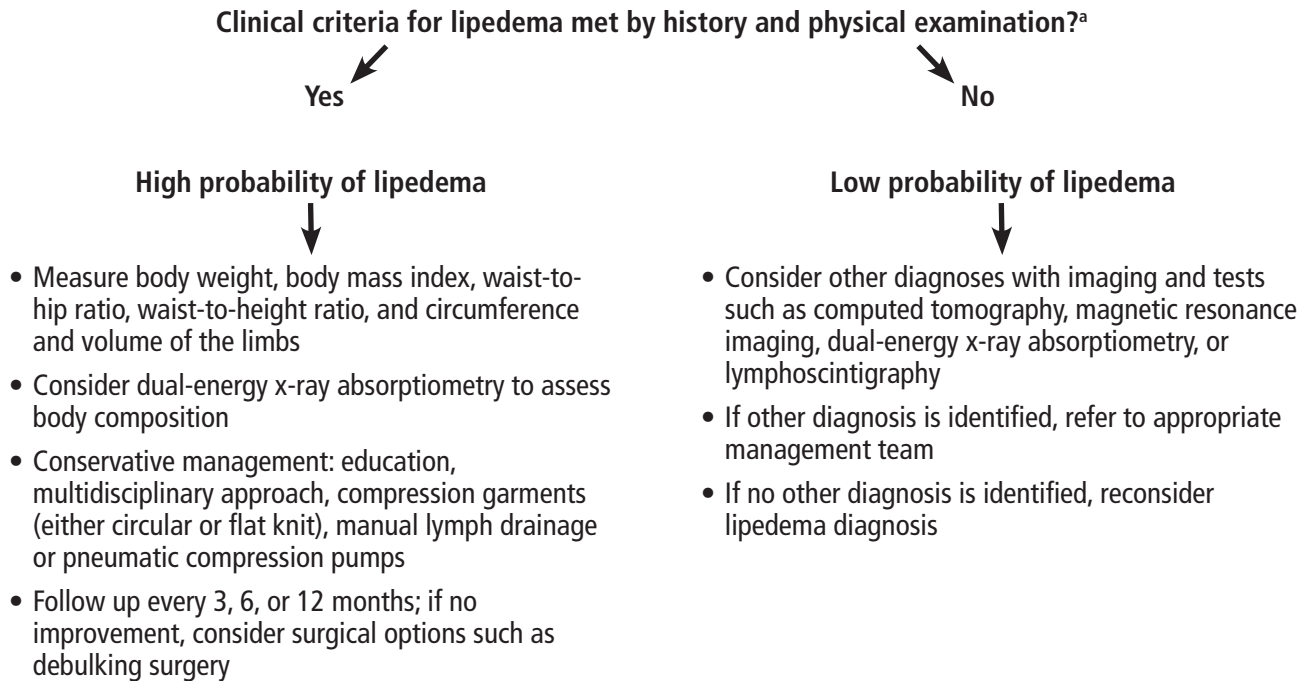 Clinical criteria for lipedema met by history and physical examination?ᵃ
Yes
No
High probability of lipedema
• Measure body weight, body mass index, waist-to-
hip ratio, waist-to-height ratio, and circumference
and volume of the limbs
• Consider dual-energy x-ray absorptiometry to assess
body composition
• Conservative management: education,
multidisciplinary approach, compression garments
(either circular or flat knit), manual lymph drainage
or pneumatic compression pumps
• Follow up every 3, 6, or 12 months; if no
improvement, consider surgical options such as
debulking surgery
Low probability of lipedema
• Consider other diagnoses with imaging and tests
such as computed tomography, magnetic resonance
imaging, dual-energy x-ray absorptiometry, or
lymphoscintigraphy
• If other diagnosis is identified, refer to appropriate
management team
• If no other diagnosis is identified, reconsider
lipedema diagnosis